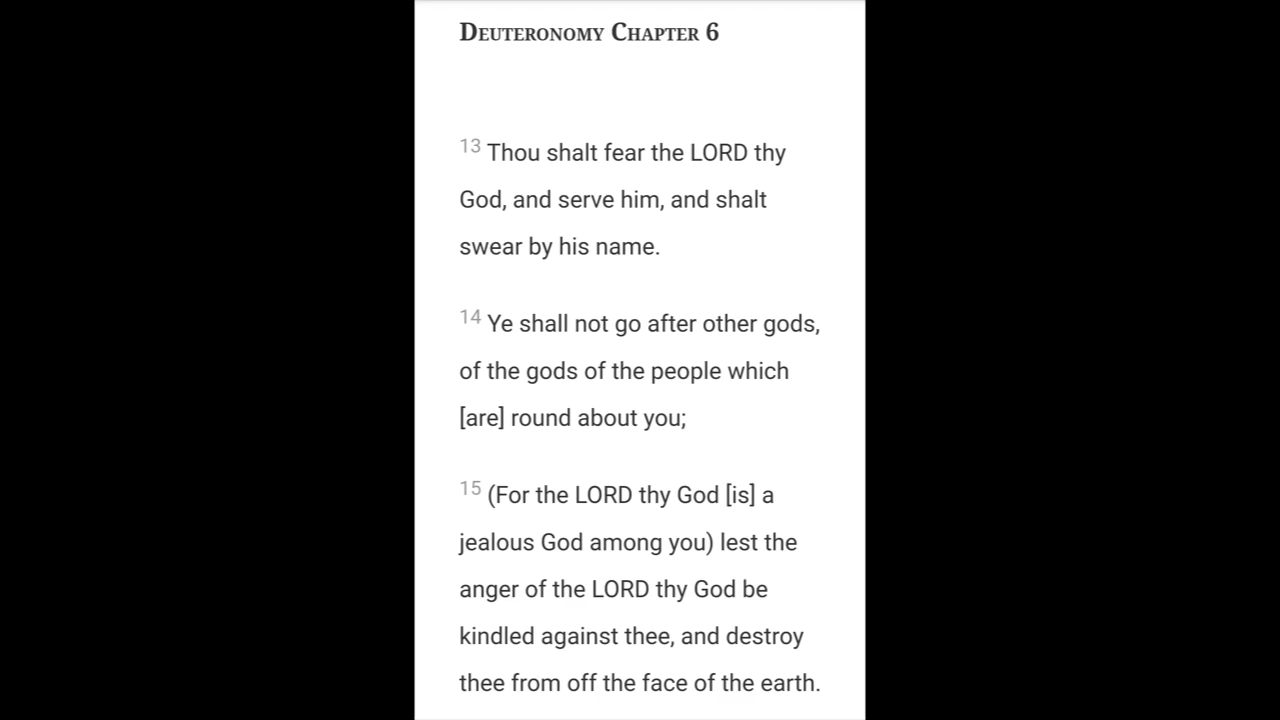 Deuteronomy Chapter 6
13 Thou shalt fear the LORD thy
God, and serve him, and shalt
swear by his name.
14 Ye shall not go after other gods,
of the gods of the people which
[are] round about you;
15 (For the LORD thy God [is] a
jealous God among you) lest the
anger of the LORD thy God be
kindled against thee, and destroy
thee from off the face of the earth.